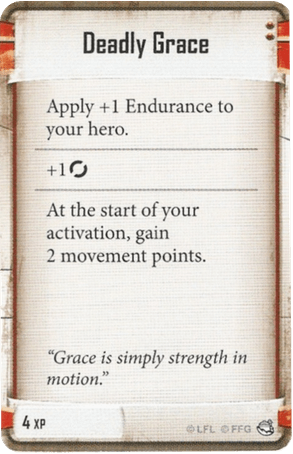 Deadly Grace
Apply +1 Endurance to
your hero.
+1
At the start of your
activation, gain
2 movement points.
“Grace is simply strength in
motion.”
4 XP
© LFL © FFG